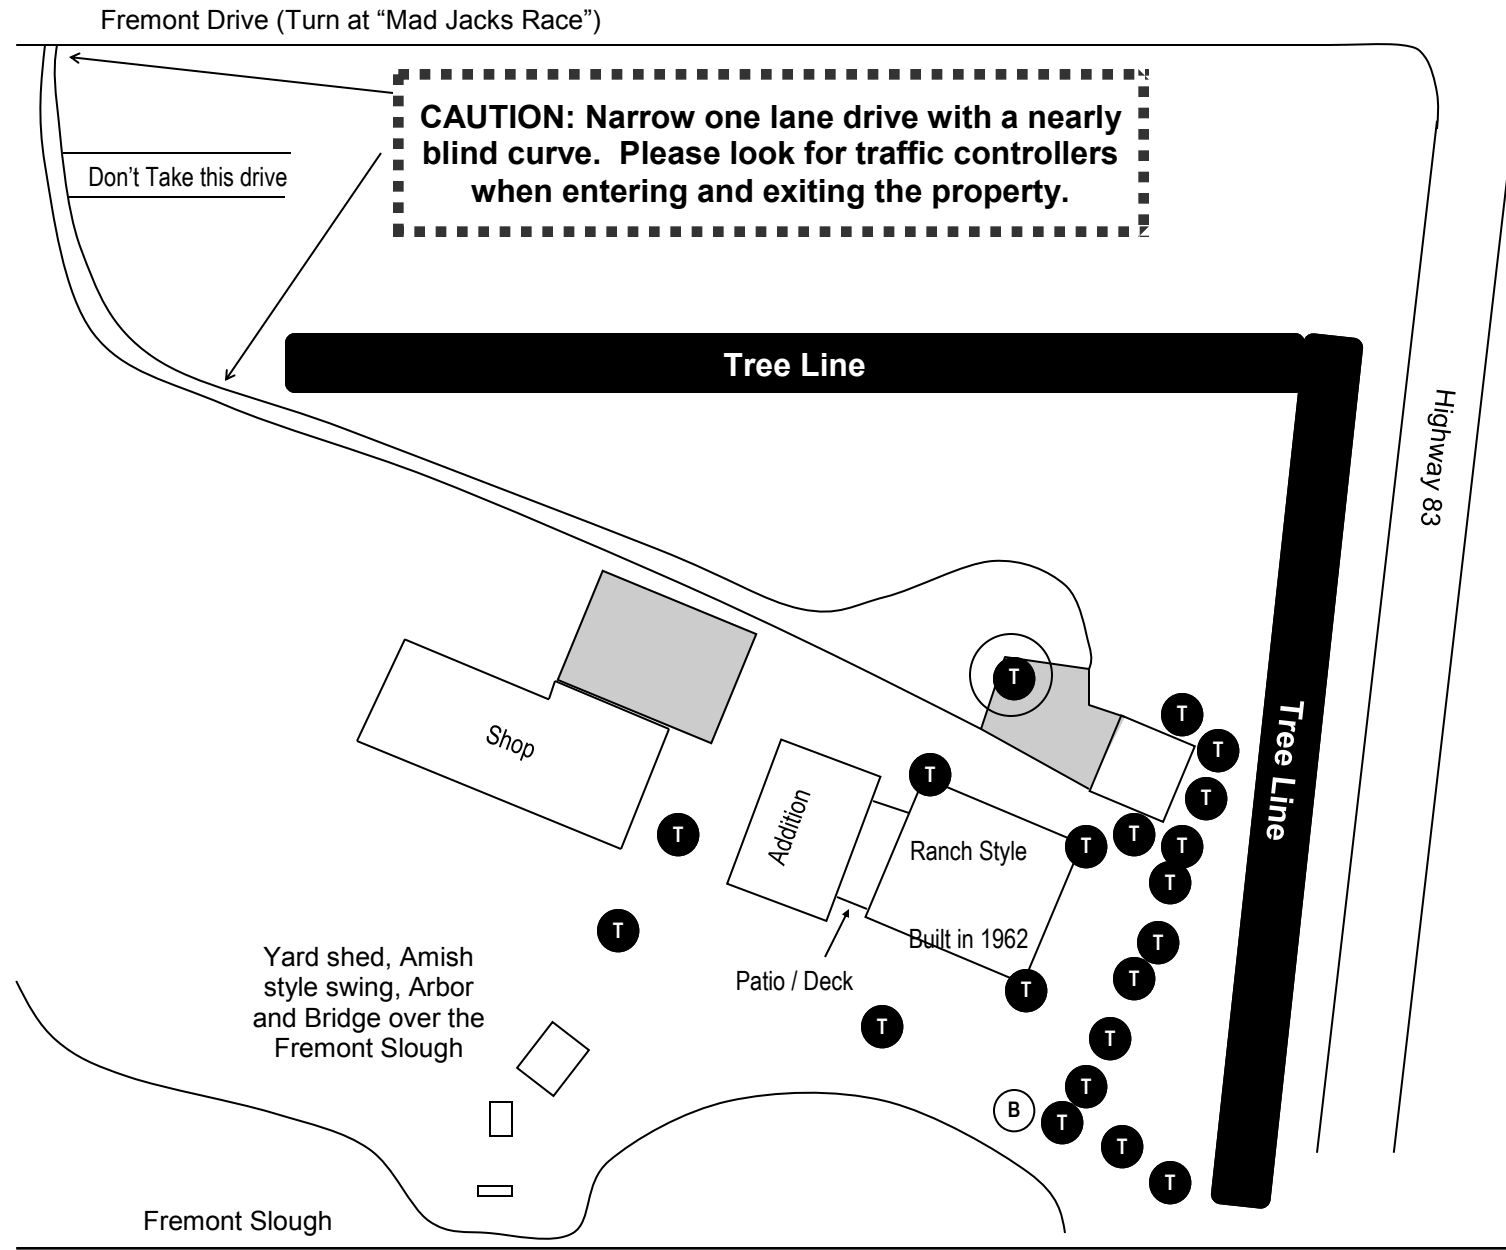 Fremont Drive (Turn at “Mad Jacks Race”)
CAUTION: Narrow one lane drive with a nearly
blind curve.  Please look for traffic controllers
when entering and exiting the property.
Don’t Take this drive
Tree Line
Highway 83
T
T
T
Tree Line
Shop
T
T
Addition
T
T
T
T
Ranch Style
T
T
Built in 1962
T
Yard shed, Amish
style swing, Arbor
and Bridge over the
Fremont Slough
Patio / Deck
T
T
T
T
T
B
T
T
T
Fremont Slough